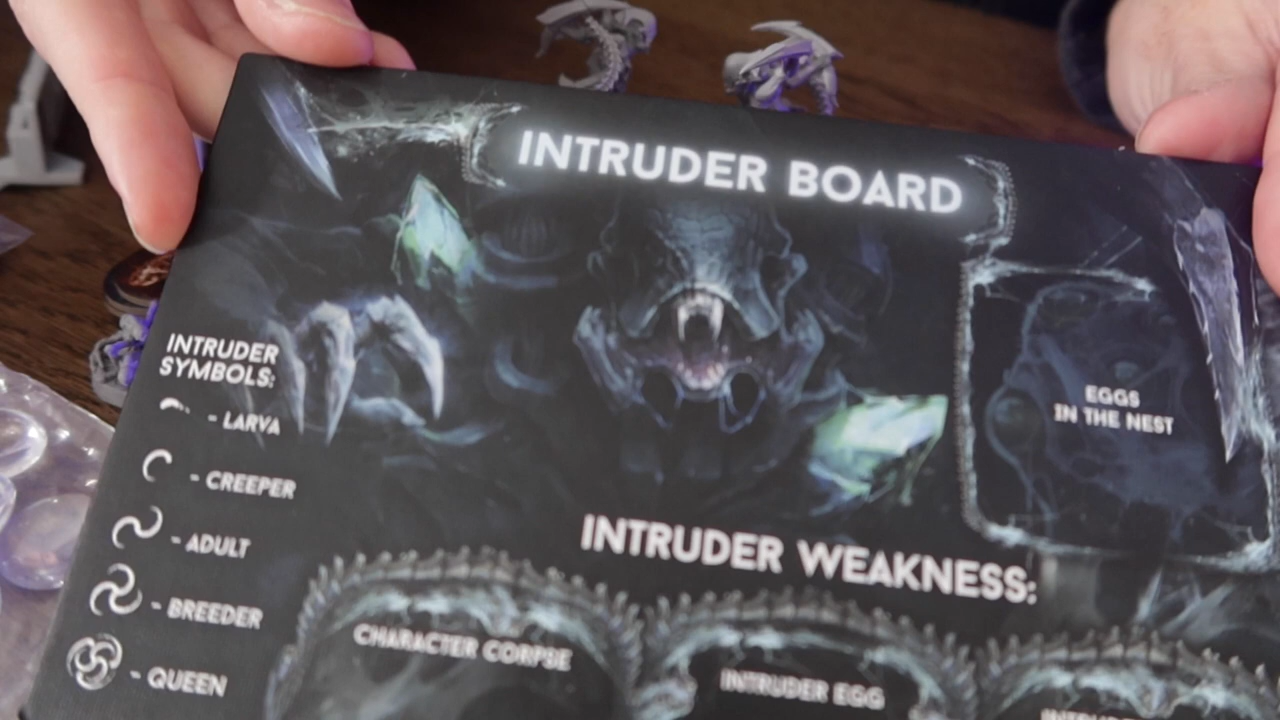 INTRUDER BOARD
INTRUDER
SYMBOLS:
- LARVA
- CREEPER
- ADULT
- BREEDER
- QUEEN
EGGS
IN THE NEST
INTRUDER WEAKNESS:
CHARACTER CORPSE
INTRUDER EGG